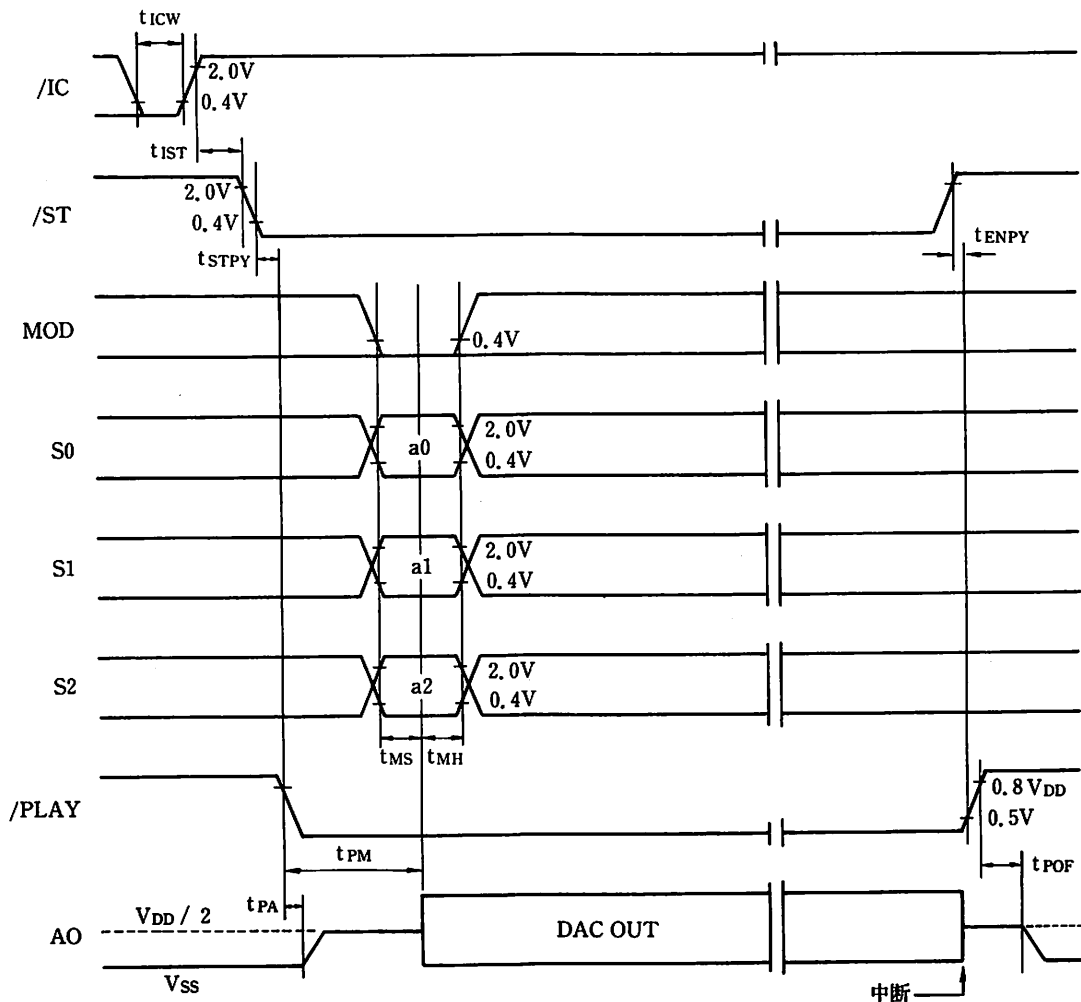 tICW
/IC
2.0V
0.4V
tIST
/ST
2.0V
0.4V
tSTPY
tENPY
MOD
0.4V
S0
a0
2.0V
0.4V
S1
a1
2.0V
0.4V
S2
a2
2.0V
0.4V
tMS
tMH
/PLAY
0.8VDD
0.5V
tPM
tPOF
tPA
VDD / 2
AO
DAC OUT
VSS
中断